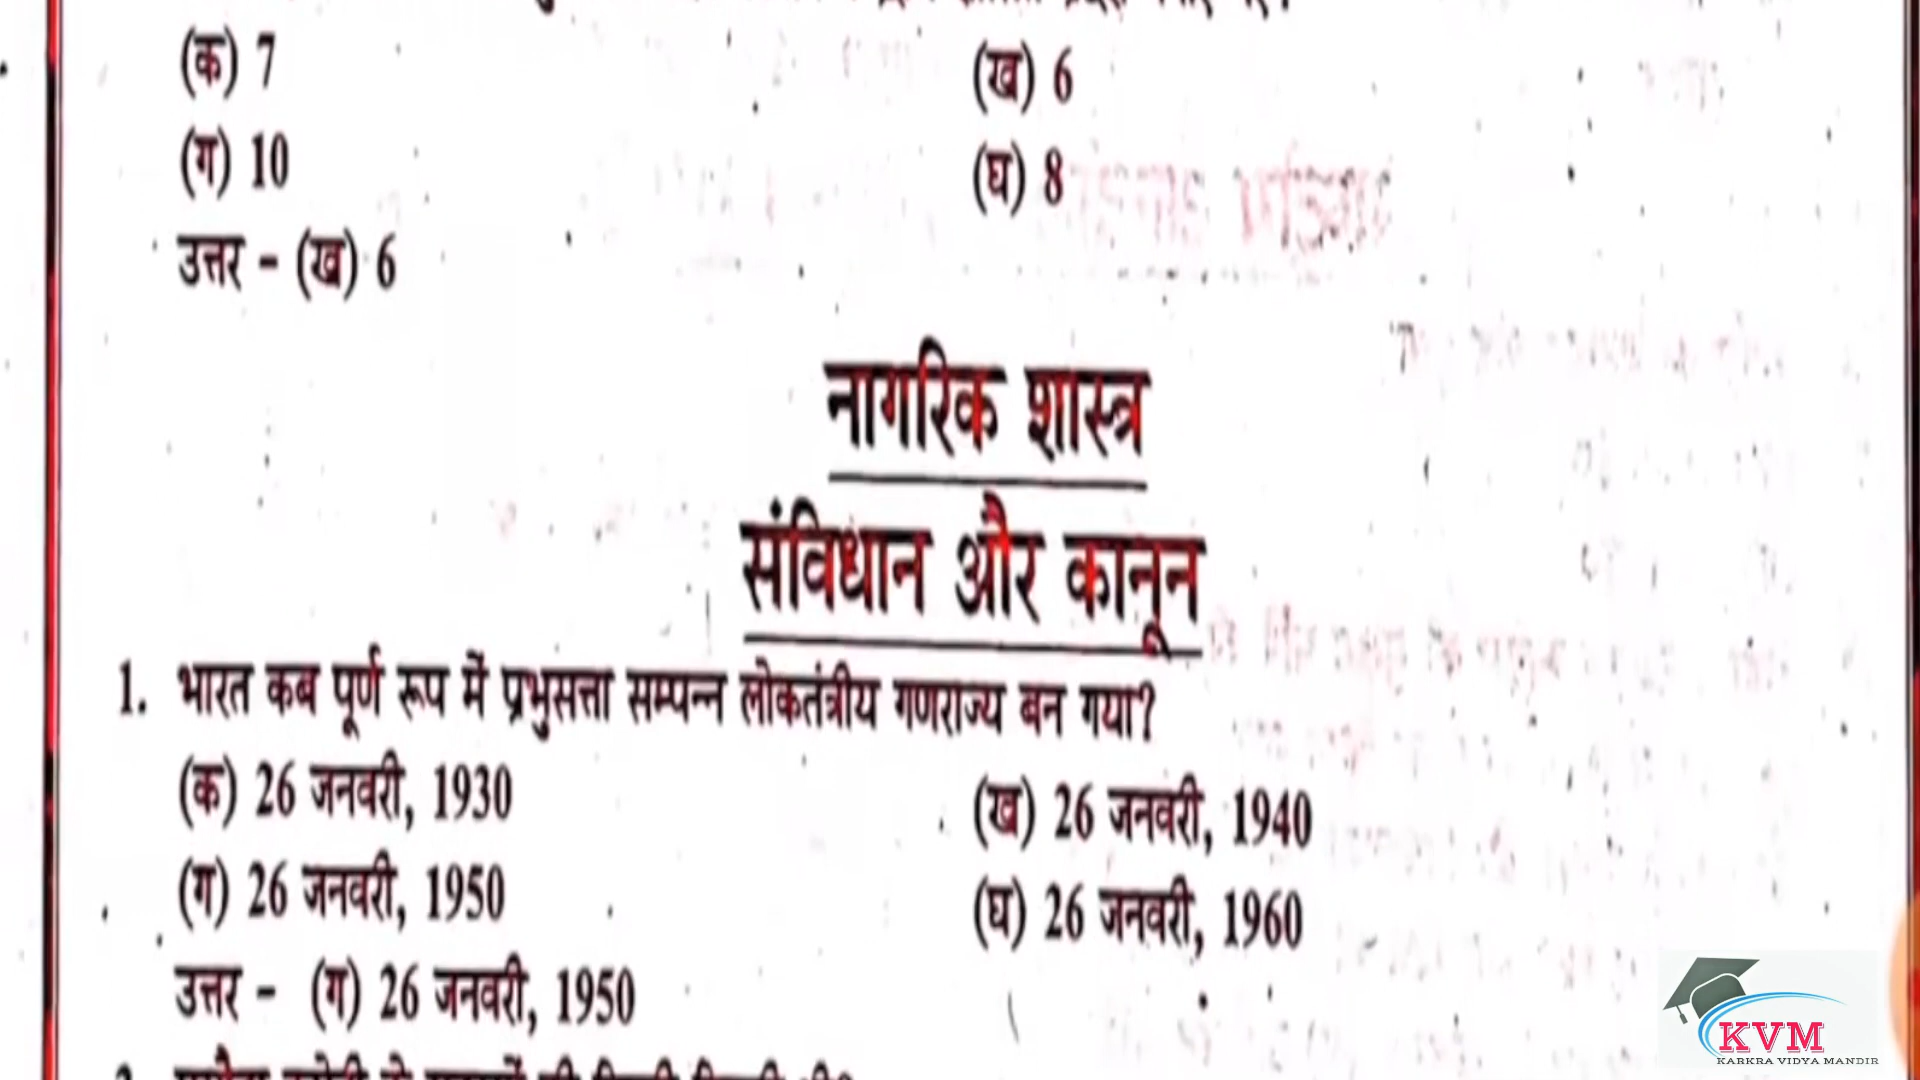 (क) 7
(ख) 6
(ग) 10
(घ) 8
उत्तर - (ख) 6
नागरिक शास्त्र
संविधान और कानून
1. भारत कब पूर्ण रूप में प्रभुसत्ता सम्पन्न लोकतंत्रीय गणराज्य बन गया?
(क) 26 जनवरी, 1930
(ख) 26 जनवरी, 1940
(ग) 26 जनवरी, 1950
(घ) 26 जनवरी, 1960
उत्तर - (ग) 26 जनवरी, 1950
KVM
KARKRA VIDYA MANDIR